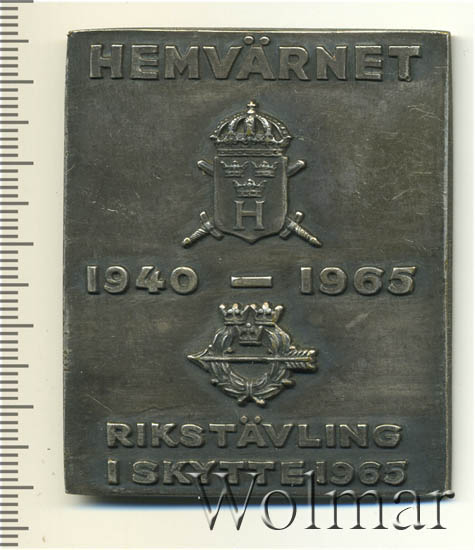 HEMVÄRNET
H
1940 — 1965
RIKSTÄVLING
I SKYTTE 1965
Wolmar